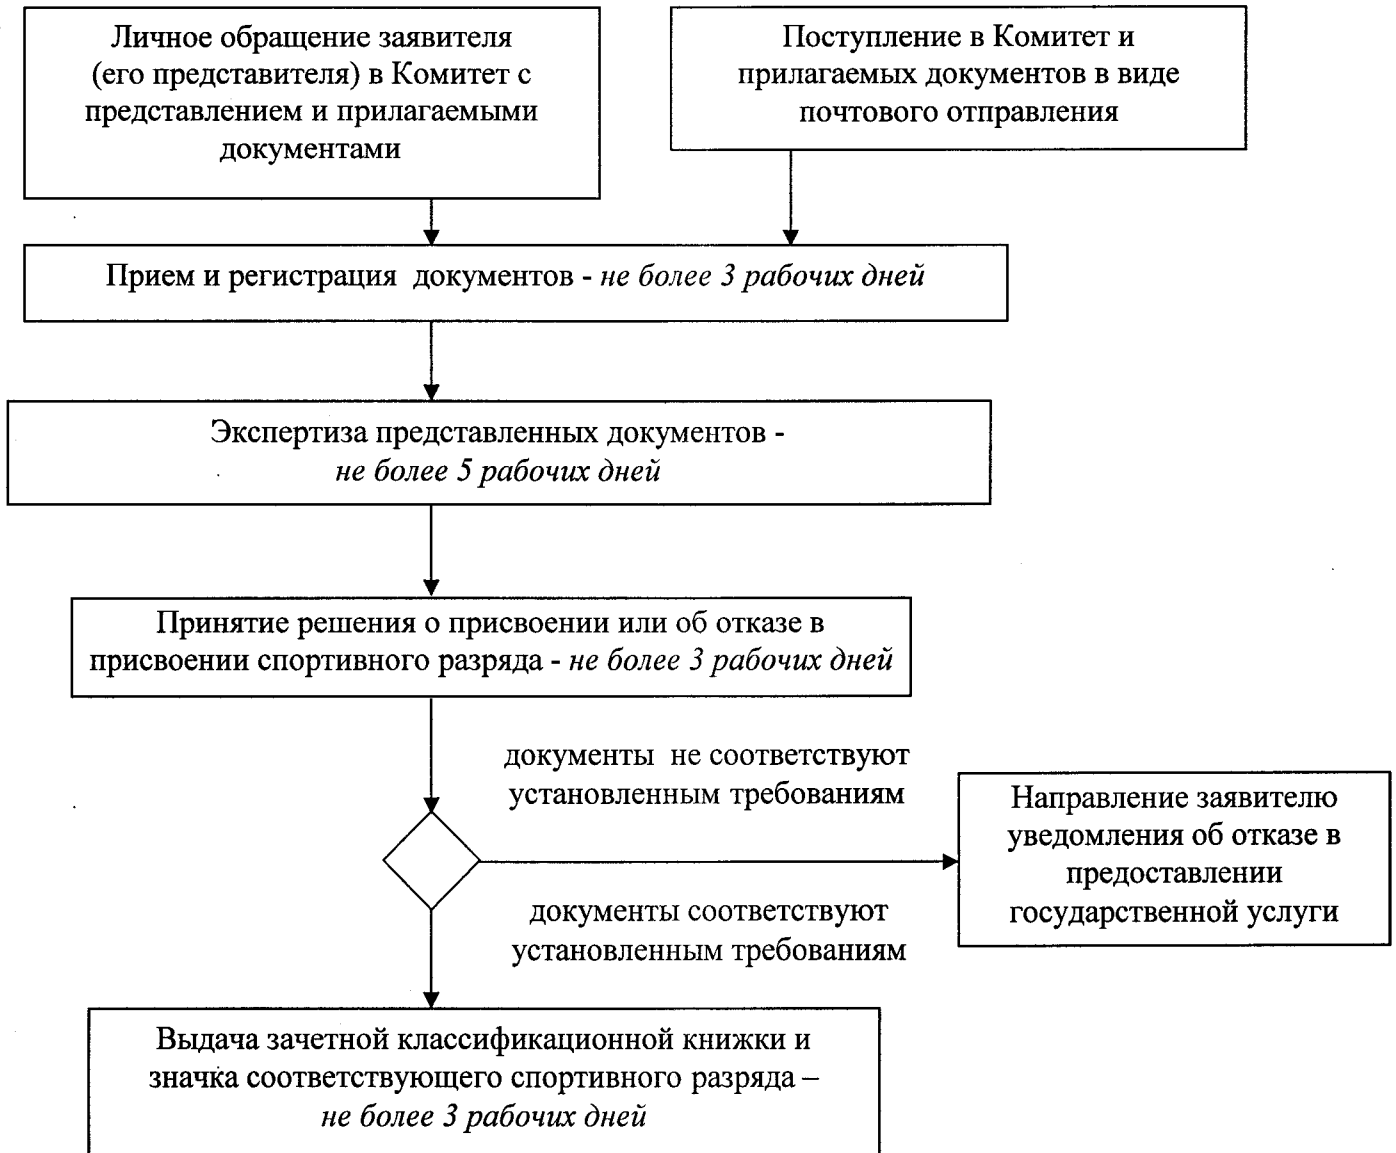 Личное обращение заявителя
(его представителя) в Комитет с
представлением и прилагаемыми
документами
Поступление в Комитет и
прилагаемых документов в виде
почтового отправления
Прием и регистрация документов - не более 3 рабочих дней
Экспертиза представленных документов -
не более 5 рабочих дней
Принятие решения о присвоении или об отказе в
присвоении спортивного разряда - не более 3 рабочих дней
документы не соответствуют
установленным требованиям
Направление заявителю
уведомления об отказе в
предоставлении
государственной услуги
документы соответствуют
установленным требованиям
Выдача зачетной классификационной книжки и
значка соответствующего спортивного разряда –
не более 3 рабочих дней